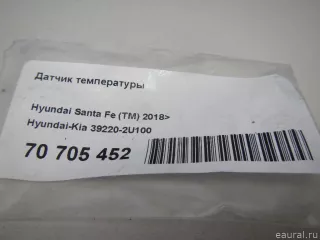 Датчик температуры
Hyundai Santa Fe (TM) 2018>
Hyundai-Kia 39220-2U100
70 705 452
eaural.ru